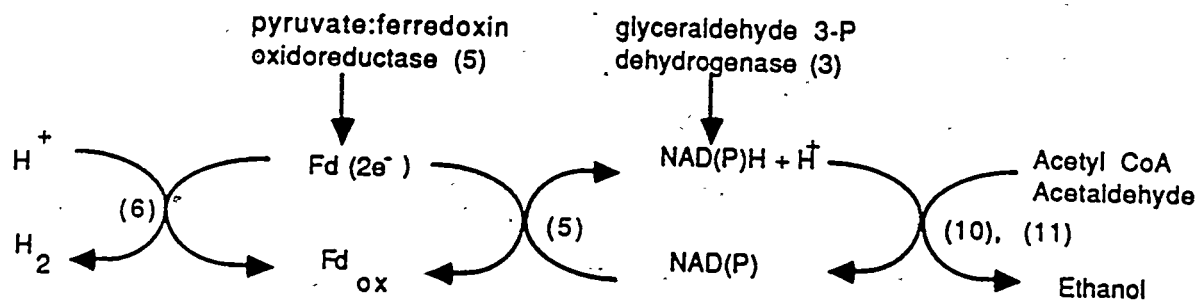 pyruvate:ferredoxin
oxidoreductase (5)
glyceraldehyde 3-P
dehydrogenase (3)
H+
Fd (2e-)
NAD(P)H + H+
Acetyl CoA
Acetaldehyde
(6)
(5)
(10), (11)
H2
Fd ox
NAD(P)
Ethanol